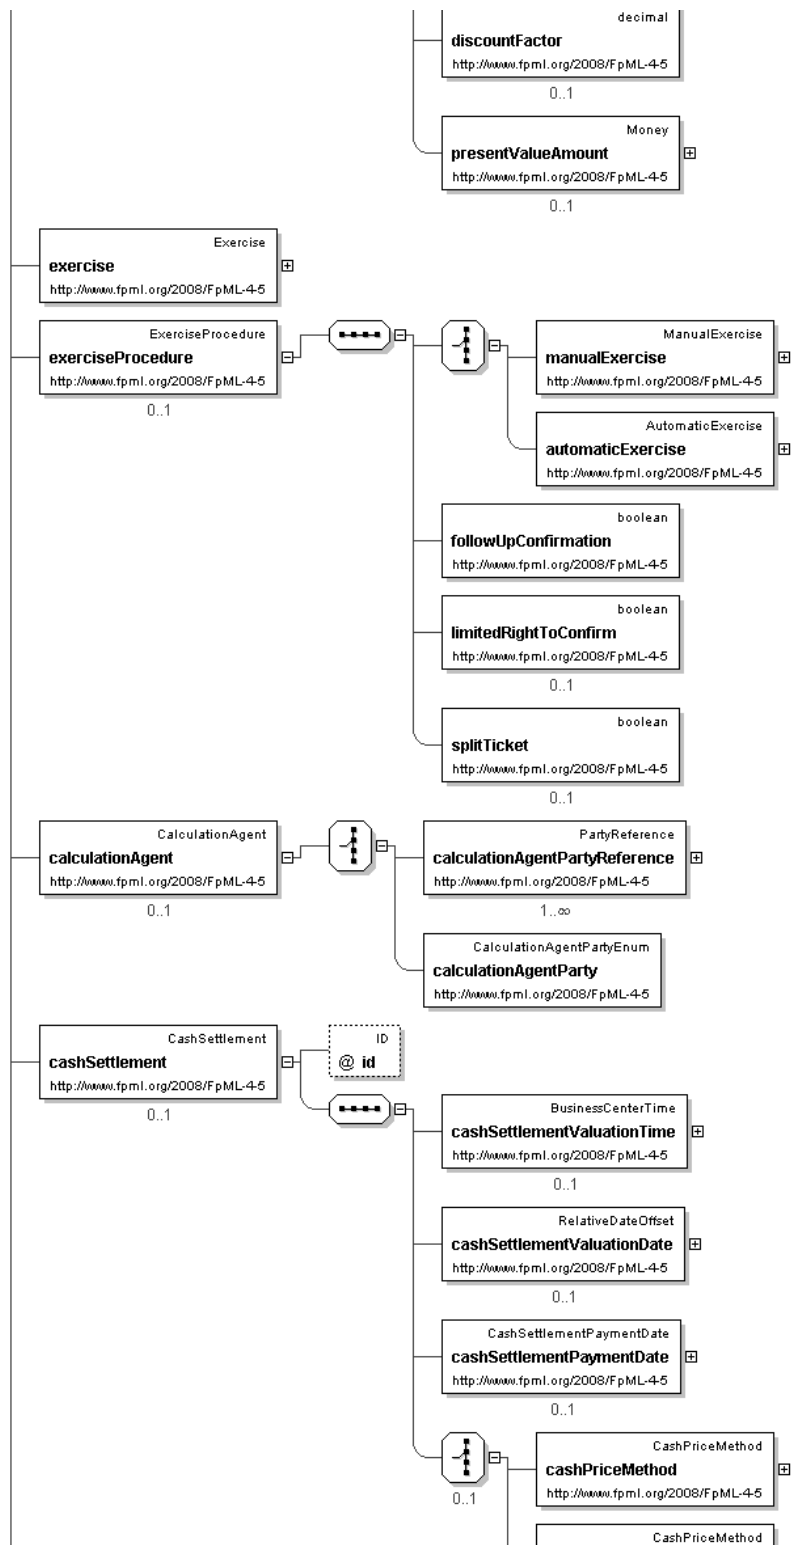 decimal
discountFactor
http://www.fpml.org/2008/FpML-4-5
0..1
Money
presentValueAmount
http://www.fpml.org/2008/FpML-4-5
0..1
Exercise
exercise
http://www.fpml.org/2008/FpML-4-5
ExerciseProcedure
exerciseProcedure
http://www.fpml.org/2008/FpML-4-5
0..1
ManualExercise
manualExercise
http://www.fpml.org/2008/FpML-4-5
AutomaticExercise
automaticExercise
http://www.fpml.org/2008/FpML-4-5
boolean
followUpConfirmation
http://www.fpml.org/2008/FpML-4-5
boolean
limitedRightToConfirm
http://www.fpml.org/2008/FpML-4-5
0..1
boolean
splitTicket
http://www.fpml.org/2008/FpML-4-5
0..1
CalculationAgent
calculationAgent
http://www.fpml.org/2008/FpML-4-5
0..1
PartyReference
calculationAgentPartyReference
http://www.fpml.org/2008/FpML-4-5
1..∞
CalculationAgentPartyEnum
calculationAgentParty
http://www.fpml.org/2008/FpML-4-5
CashSettlement
cashSettlement
http://www.fpml.org/2008/FpML-4-5
0..1
ID
@ id
BusinessCenterTime
cashSettlementValuationTime
http://www.fpml.org/2008/FpML-4-5
0..1
RelativeDateOffset
cashSettlementValuationDate
http://www.fpml.org/2008/FpML-4-5
0..1
CashSettlementPaymentDate
cashSettlementPaymentDate
http://www.fpml.org/2008/FpML-4-5
0..1
0..1
CashPriceMethod
cashPriceMethod
http://www.fpml.org/2008/FpML-4-5
CashPriceMethod